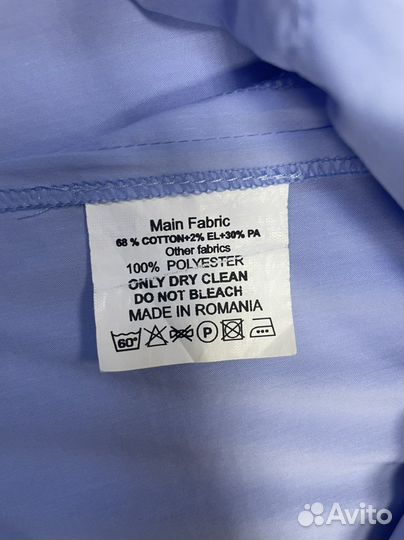 Main Fabric
68 % COTTON+2% EL+30% PA
Other fabrics
100% POLYESTER
ONLY DRY CLEAN
DO NOT BLEACH
MADE IN ROMANIA
60° P
Avito